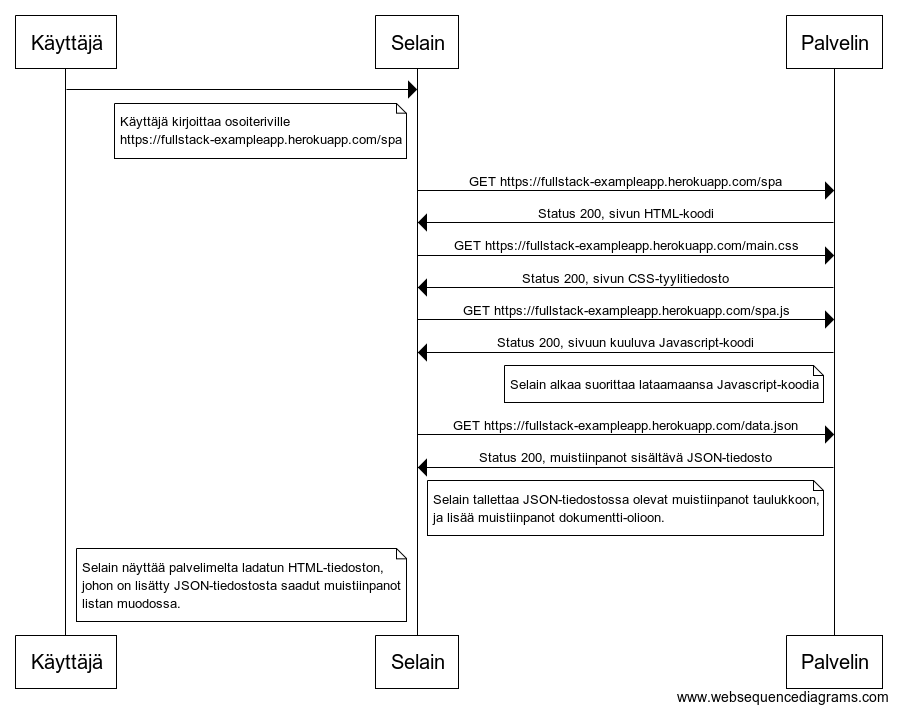 Käyttäjä
Selain
Palvelin
Käyttäjä kirjoittaa osoiteriville
https://fullstack-exampleapp.herokuapp.com/spa
GET https://fullstack-exampleapp.herokuapp.com/spa
Status 200, sivun HTML-koodi
GET https://fullstack-exampleapp.herokuapp.com/main.css
Status 200, sivun CSS-tyylitiedosto
GET https://fullstack-exampleapp.herokuapp.com/spa.js
Status 200, sivuun kuuluva Javascript-koodi
Selain alkaa suorittaa lataamaansa Javascript-koodia
GET https://fullstack-exampleapp.herokuapp.com/data.json
Status 200, muistiinpanot sisältävä JSON-tiedosto
Selain tallettaa JSON-tiedostossa olevat muistiinpanot taulukkoon,
ja lisää muistiinpanot dokumentti-olioon.
Selain näyttää palvelimelta ladatun HTML-tiedoston,
johon on lisätty JSON-tiedostosta saadut muistiinpanot
listan muodossa.
Käyttäjä
Selain
Palvelin
www.websequencediagrams.com